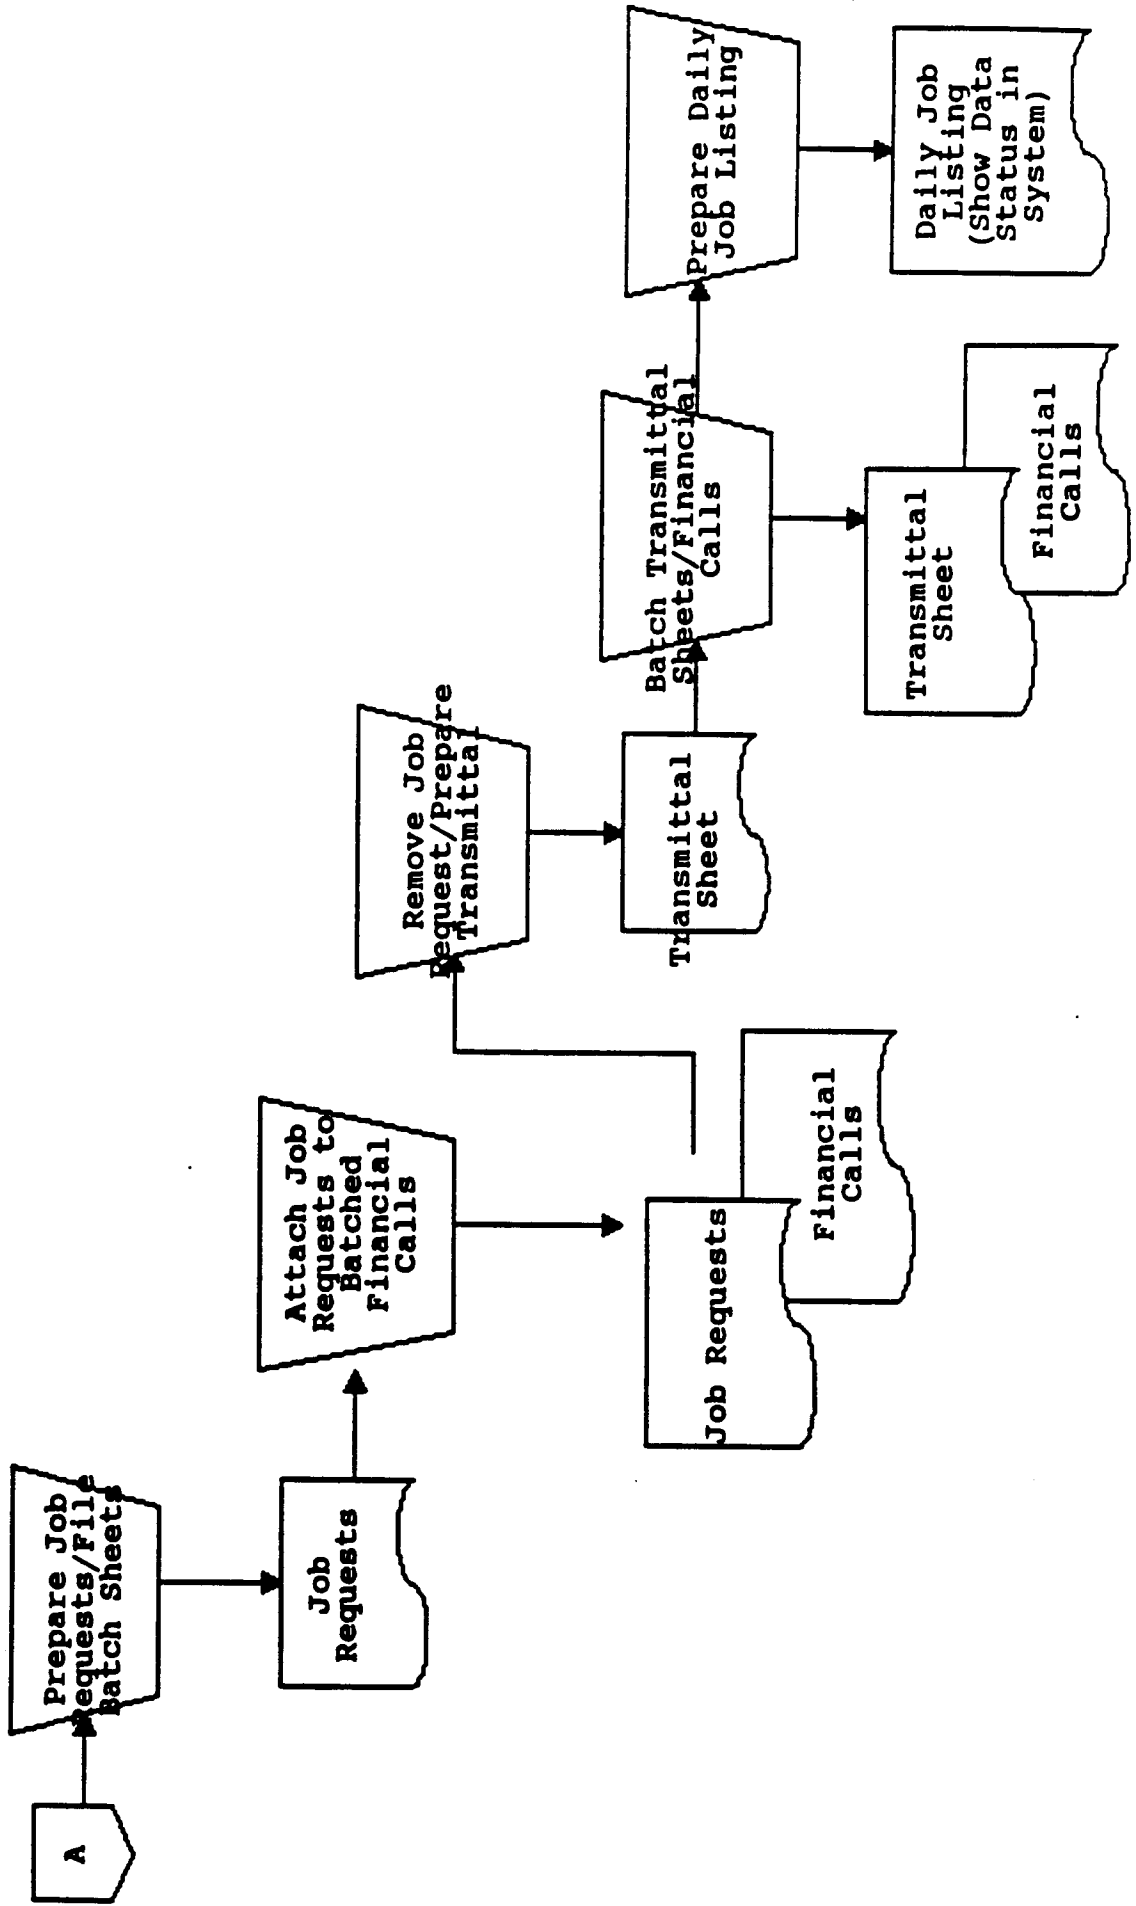 A
Prepare Job
Requests/File
Batch Sheets
Job
Requests
Attach Job
Requests to
Batched
Financial
Calls
Job Requests
Financial
Calls
Remove Job
Request/Prepare
Transmittal
Transmittal
Sheet
Batch Transmittal
Sheets/Financial
Calls
Transmittal
Sheet
Financial
Calls
Prepare Daily
Job Listing
Daily Job
Listing
(Show Data
Status in
System)